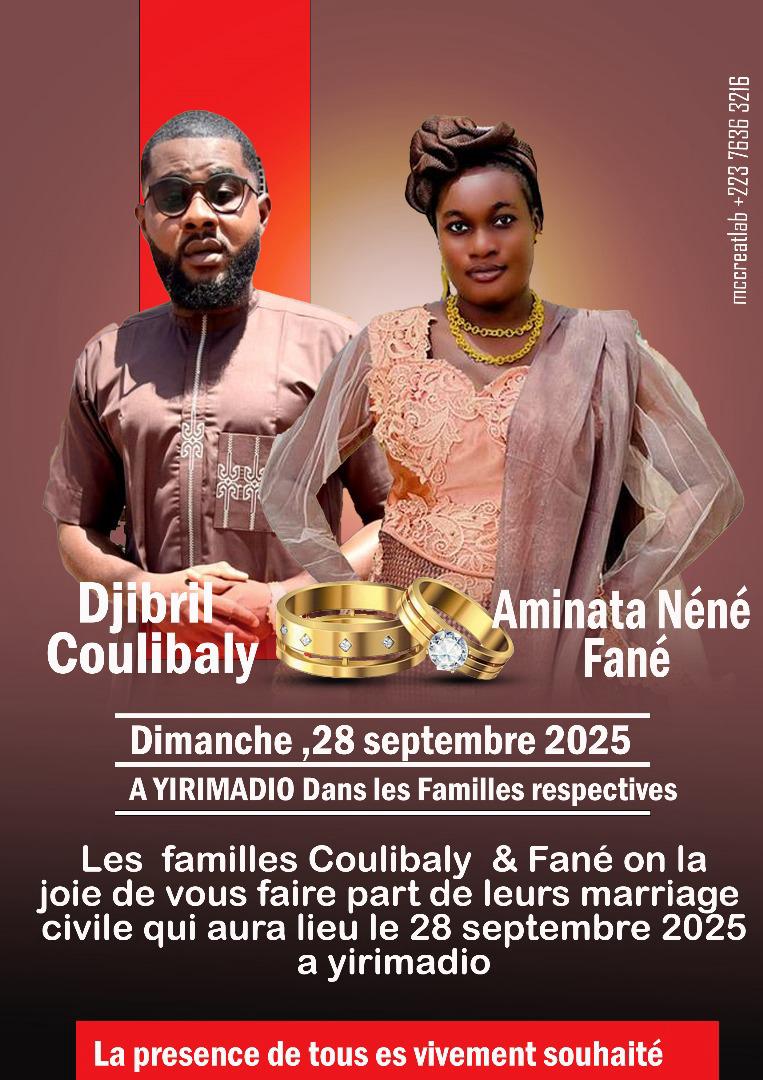 mccreatlab +223 7636 3216
Djibril
Coulibaly
Aminata Néné
Fané
Dimanche ,28 septembre 2025
A YIRIMADIO Dans les Familles respectives
Les familles Coulibaly & Fané on la
joie de vous faire part de leurs marriage
civile qui aura lieu le 28 septembre 2025
a yirimadio
La presence de tous es vivement souhaité